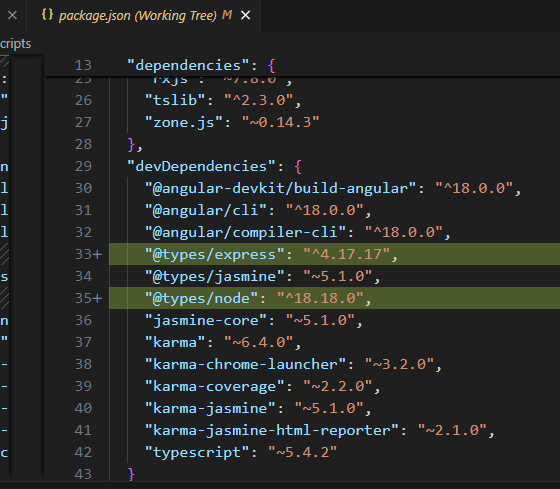 package.json (Working Tree) M
cripts
13 "dependencies": {
25 "rxjs": "~7.8.0",
26 "tslib": "^2.3.0",
27 "zone.js": "~0.14.3"
28 },
29 "devDependencies": {
30 "@angular-devkit/build-angular": "^18.0.0",
31 "@angular/cli": "^18.0.0",
32 "@angular/compiler-cli": "^18.0.0",
33+ "@types/express": "^4.17.17",
34 "@types/jasmine": "~5.1.0",
35+ "@types/node": "^18.18.0",
36 "jasmine-core": "~5.1.0",
37 "karma": "~6.4.0",
38 "karma-chrome-launcher": "~3.2.0",
39 "karma-coverage": "~2.2.0",
40 "karma-jasmine": "~5.1.0",
41 "karma-jasmine-html-reporter": "~2.1.0",
42 "typescript": "~5.4.2"
43 }